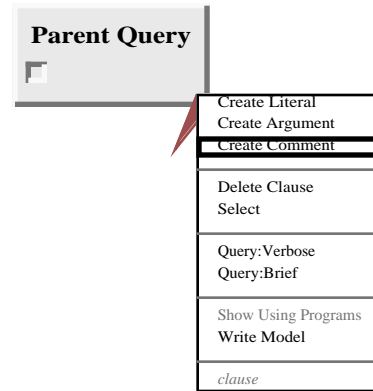 Parent Query
Create Literal
Create Argument
Create Comment
Delete Clause
Select
Query:Verbose
Query:Brief
Show Using Programs
Write Model
clause